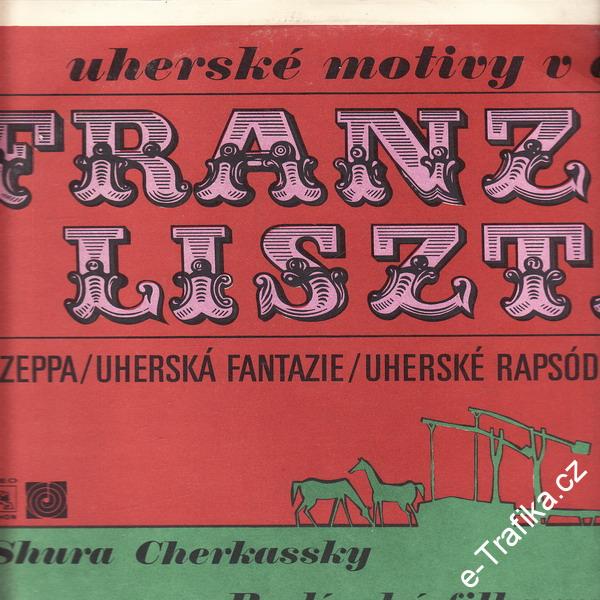 uherské motivy v
FRANZ
LISZT
ZEPPA/UHERSKÁ FANTAZIE/UHERSKÉ RAPSÓD
Shura Cherkassky
e-Trafika.cz